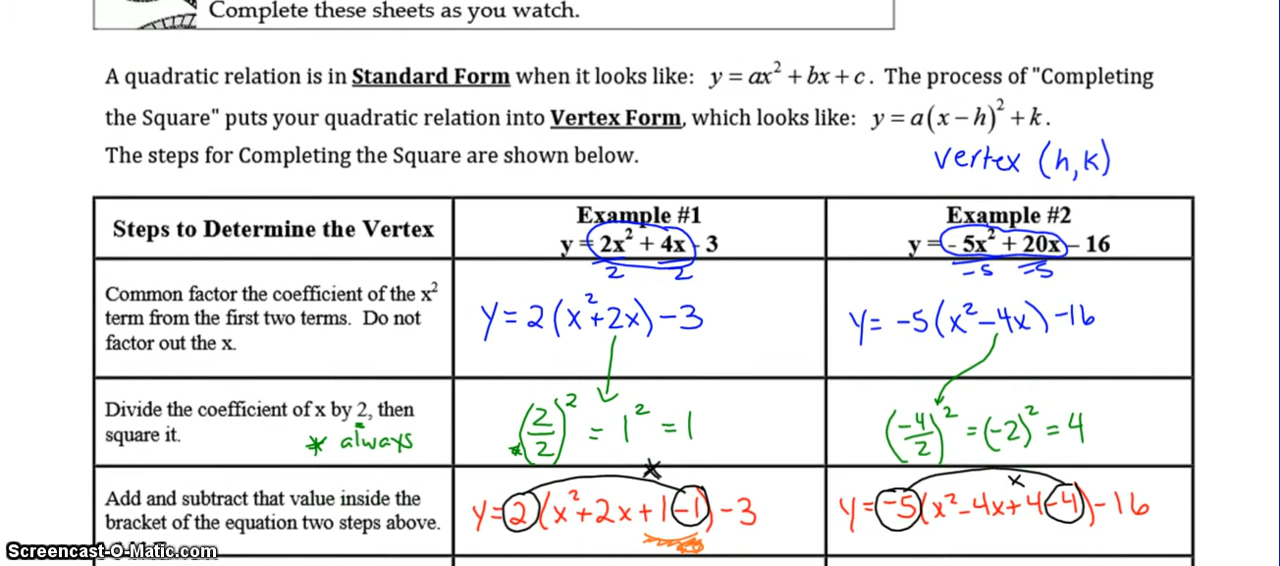 Complete these sheets as you watch.
A quadratic relation is in Standard Form when it looks like: y = ax² + bx + c. The process of "Completing
the Square" puts your quadratic relation into Vertex Form, which looks like: y = a(x − h)² + k.
The steps for Completing the Square are shown below.
vertex (h,k)
Steps to Determine the Vertex
Example #1
y = 2x² + 4x - 3
2 2
Example #2
y = - 5x² + 20x – 16
-5 -5
Common factor the coefficient of the x²
term from the first two terms. Do not
factor out the x.
y = 2(x²+2x) - 3
y = -5(x² - 4x) - 16
Divide the coefficient of x by 2, then
square it.
* always
(2/2)² = 1² = 1
(-4/2)² = (-2)² = 4
Add and subtract that value inside the
bracket of the equation two steps above.
y = 2(x²+2x+1-1) - 3
x
y = -5(x²-4x+4-4) - 16
Screencast-O-Matic.com